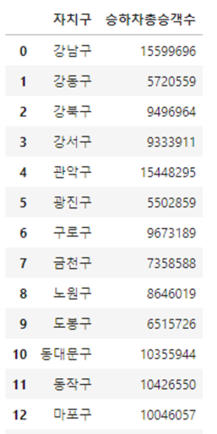 자치구 승하차총승객수
0 강남구 15599696
1 강동구 5720559
2 강북구 9496964
3 강서구 9333911
4 관악구 15448295
5 광진구 5502859
6 구로구 9673189
7 금천구 7358588
8 노원구 8646019
9 도봉구 6515726
10 동대문구 10355944
11 동작구 10426550
12 마포구 10046057